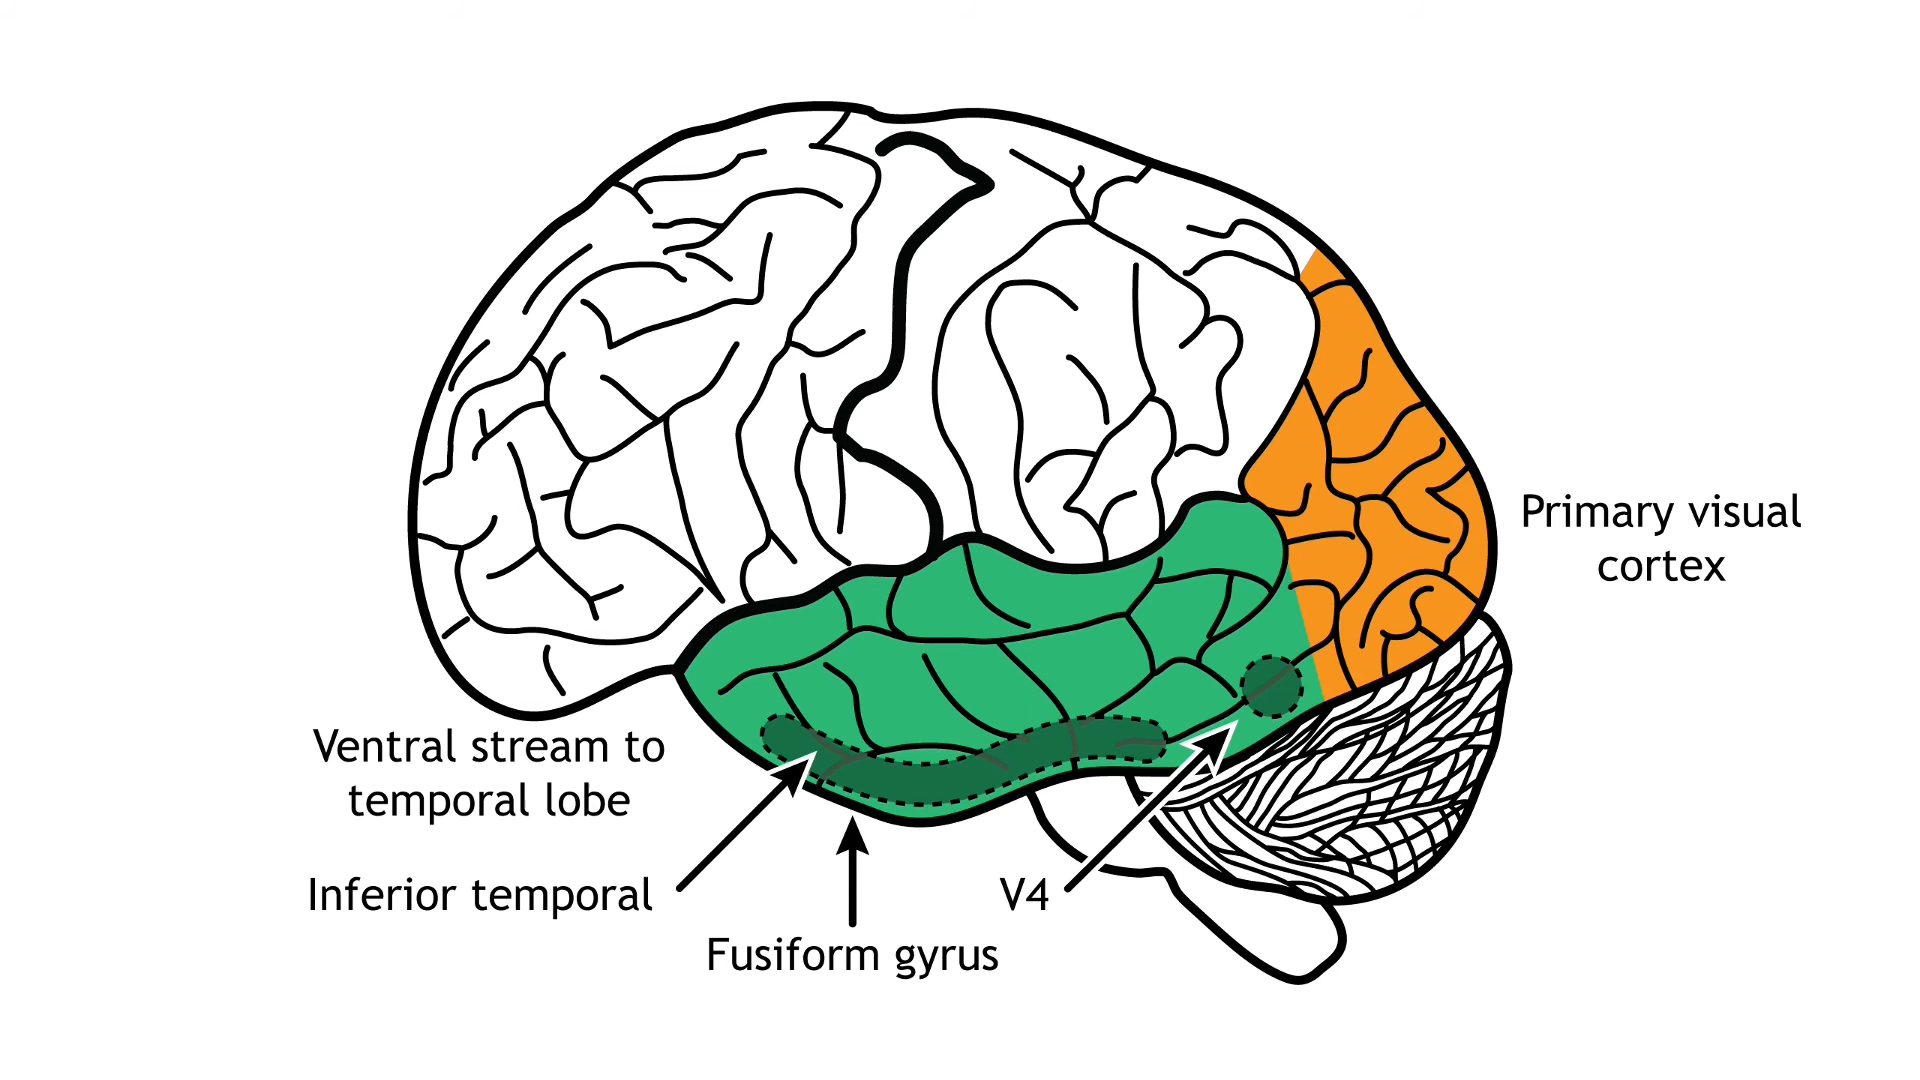 Primary visual
cortex
Ventral stream to
temporal lobe
Inferior temporal
V4
Fusiform gyrus